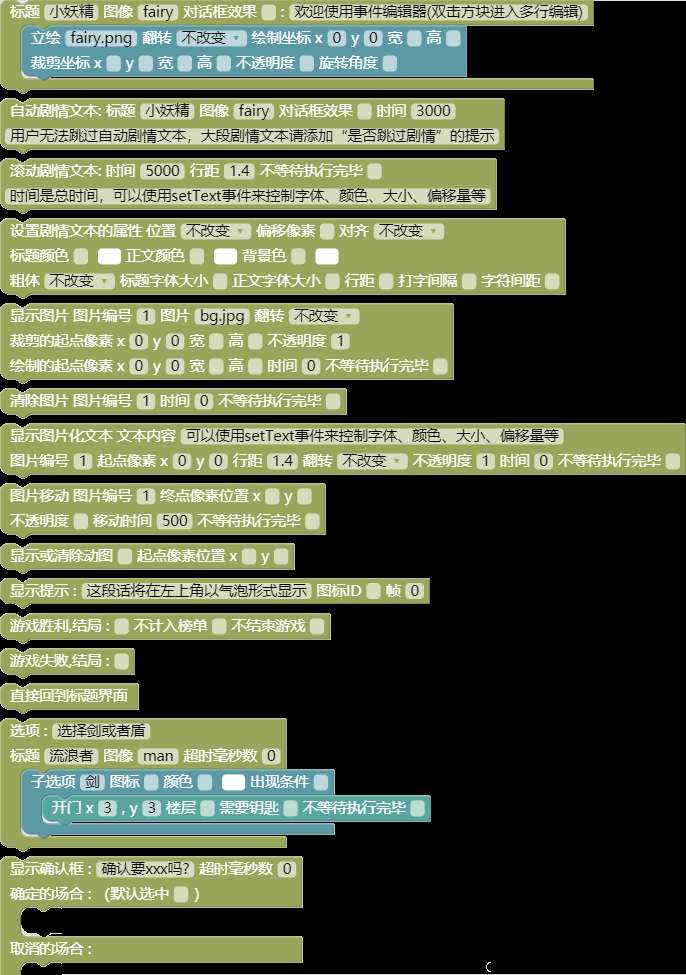 标题 小妖精 图像 fairy 对话框效果 : 欢迎使用事件编辑器(双击方块进入多行编辑)
立绘 fairy.png 翻转 不改变 绘制坐标 x 0 y 0 宽 高
裁剪坐标 x y 宽 高 不透明度 旋转角度
自动剧情文本: 标题 小妖精 图像 fairy 对话框效果 时间 3000
用户无法跳过自动剧情文本，大段剧情文本请添加“是否跳过剧情”的提示
滚动剧情文本: 时间 5000 行距 1.4 不等待执行完毕
时间是总时间，可以使用setText事件来控制字体、颜色、大小、偏移量等
设置剧情文本的属性 位置 不改变 偏移像素 对齐 不改变
标题颜色 正文颜色 背景色
粗体 不改变 标题字体大小 正文字体大小 行距 打字间隔 字符间距
显示图片 图片编号 1 图片 bg.jpg 翻转 不改变
裁剪的起点像素 x 0 y 0 宽 高 不透明度 1
绘制的起点像素 x 0 y 0 宽 高 时间 0 不等待执行完毕
清除图片 图片编号 1 时间 0 不等待执行完毕
显示图片化文本 文本内容 可以使用setText事件来控制字体、颜色、大小、偏移量等
图片编号 1 起点像素 x 0 y 0 行距 1.4 翻转 不改变 不透明度 1 时间 0 不等待执行完毕
图片移动 图片编号 1 终点像素位置 x y
不透明度 移动时间 500 不等待执行完毕
显示或清除动图 起点像素位置 x y
显示提示 : 这段话将在左上角以气泡形式显示 图标ID 帧 0
游戏胜利,结局 : 不计入榜单 不结束游戏
游戏失败,结局 :
直接回到标题界面
选项 : 选择剑或者盾
标题 流浪者 图像 man 超时毫秒数 0
子选项 剑 图标 颜色 出现条件
开门 x 3 , y 3 楼层 需要钥匙 不等待执行完毕
显示确认框 : 确认要xxx吗? 超时毫秒数 0
确定的场合 : （默认选中 ）
取消的场合 :